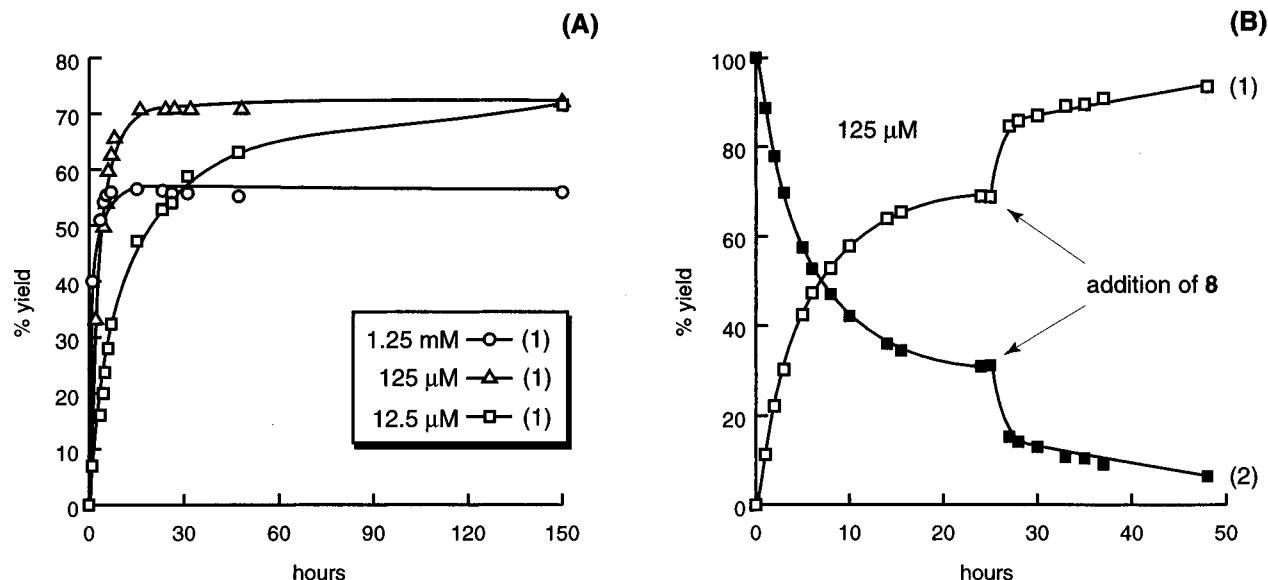 (A)
80
70
60
50
40
30
20
10
0
% yield
0 30 60 90 120 150
hours
1.25 mM (1)
125 μM (1)
12.5 μM (1)
(B)
100
80
60
40
20
0
% yield
0 10 20 30 40 50
hours
125 μM
(1)
addition of 8
(2)